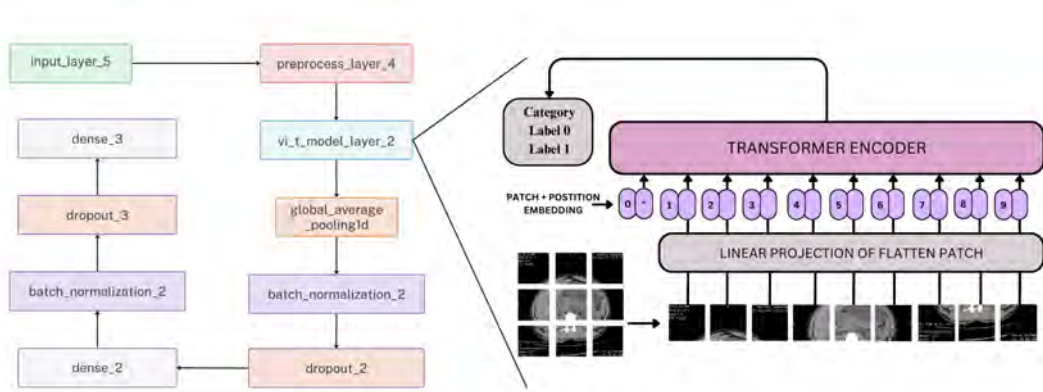 input_layer_5
preprocess_layer_4
dense_3
vi_t_model_layer_2
dropout_3
global_average
_pooling1d
batch_normalization_2
batch_normalization_2
dense_2
dropout_2
Category
Label 0
Label 1
TRANSFORMER ENCODER
PATCH + POSTITION
EMBEDDING
0 * 1 2 3 4 5 6 7 8 9
LINEAR PROJECTION OF FLATTEN PATCH